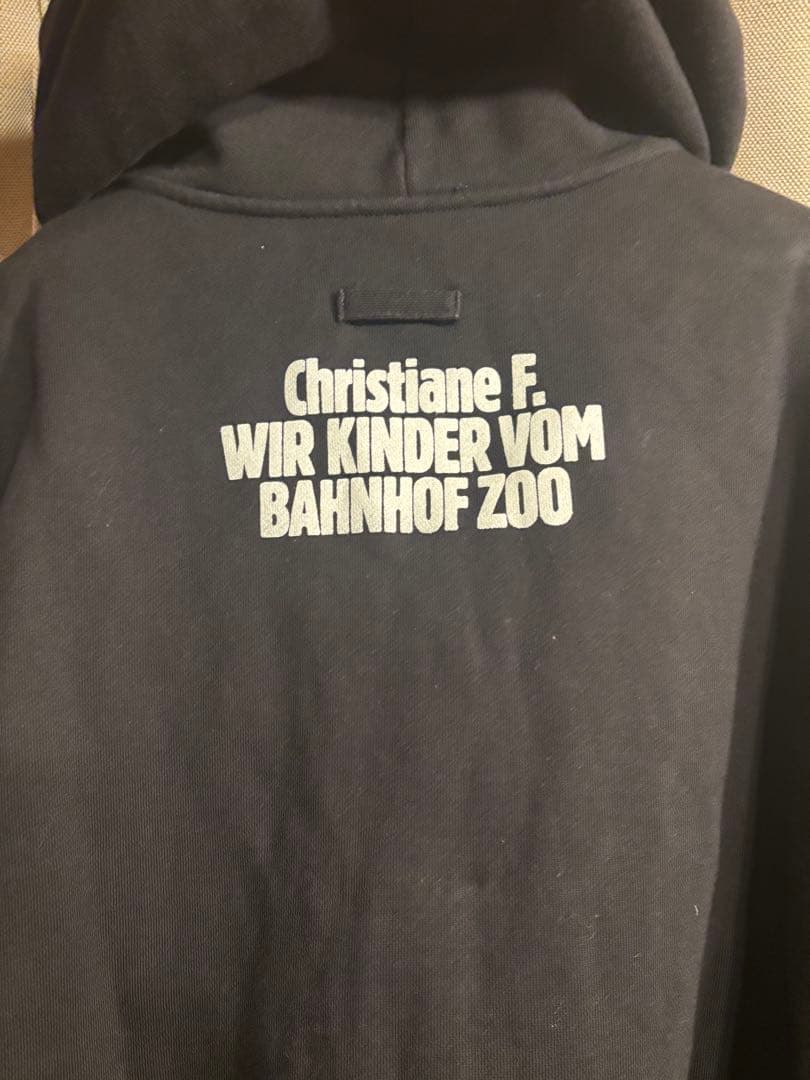 Christiane F.
WIR KINDER VOM
BAHNHOF ZOO